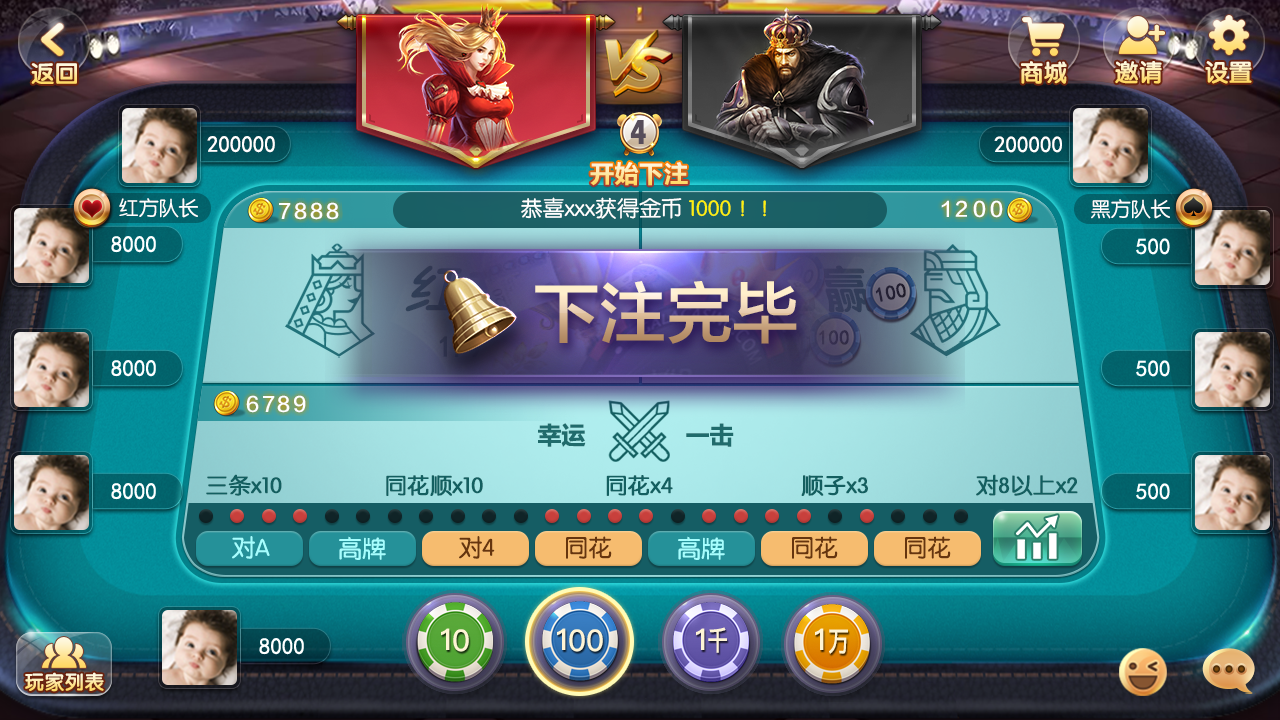 返回
VS
商城
邀请
设置
4
开始下注
200000
200000
红方队长
7888
恭喜xxx获得金币 1000！！
1200
黑方队长
8000
500
红
赢
100
下注完毕
100
8000
500
6789
幸运
一击
三条x10
同花顺x10
同花x4
顺子x3
对8以上x2
8000
500
对A
高牌
对4
同花
高牌
同花
同花
10
100
1千
1万
8000
玩家列表